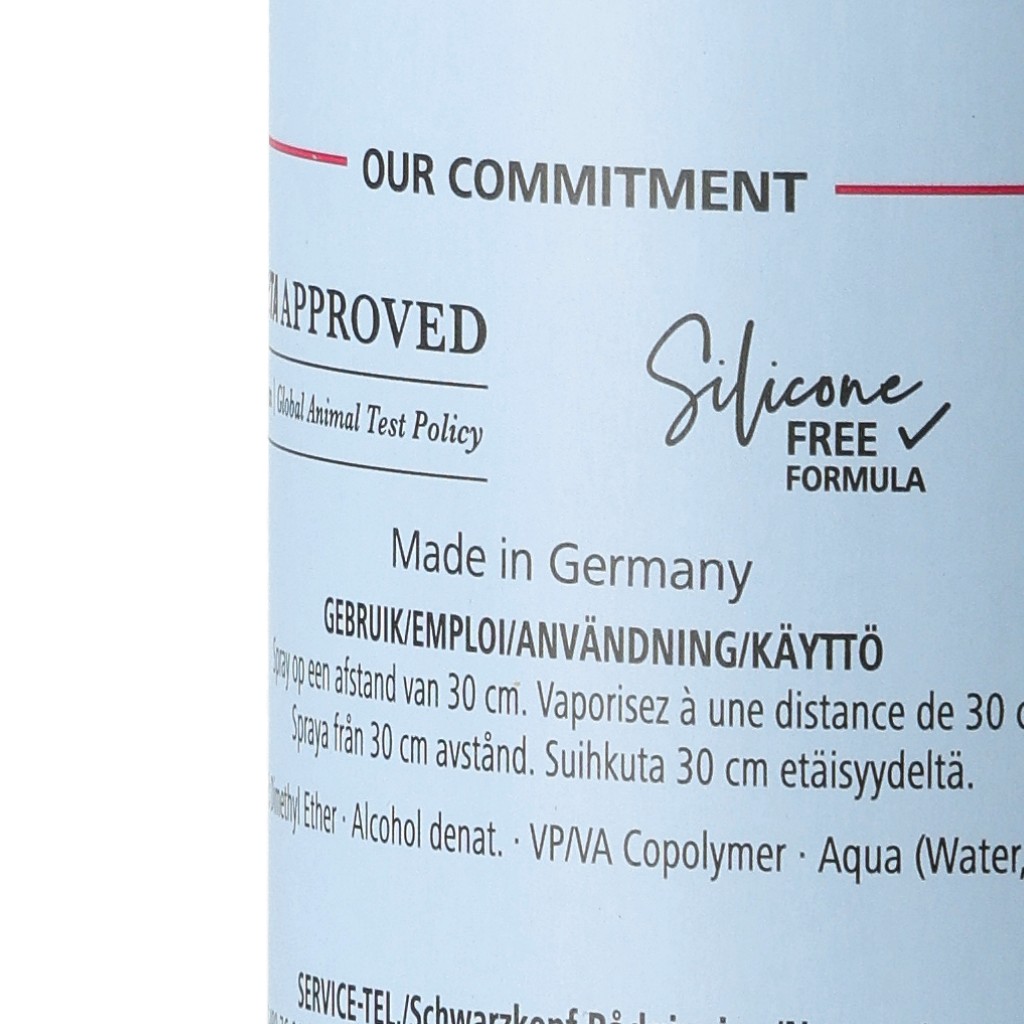 OUR COMMITMENT
APPROVED
Global Animal Test Policy
Silicone
FREE
FORMULA
Made in Germany
GEBRUIK/EMPLOI/ANVÄNDNING/KÄYTTÖ
Spray op een afstand van 30 cm. Vaporisez à une distance de 30
Spraya från 30 cm avstånd. Suihkuta 30 cm etäisyydeltä.
Dimethyl Ether · Alcohol denat. · VP/VA Copolymer · Aqua (Water,
SERVICE-TEL./Schwarzkopf